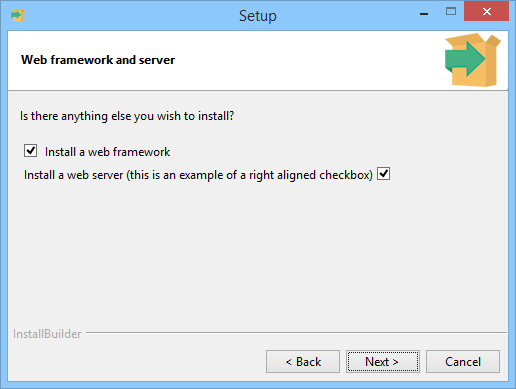 Setup
Web framework and server
Is there anything else you wish to install?
Install a web framework
Install a web server (this is an example of a right aligned checkbox)
InstallBuilder
< Back
Next >
Cancel